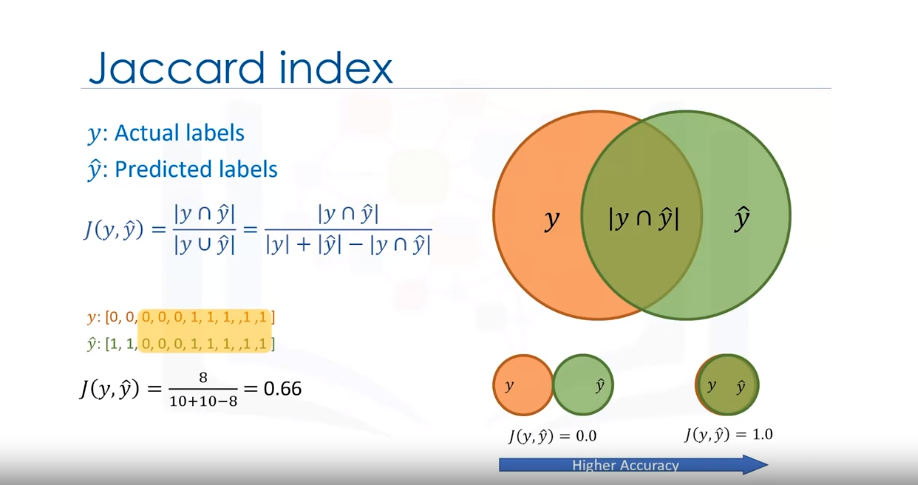 Jaccard index
y: Actual labels
ŷ: Predicted labels
J(y,ŷ) = |y ∩ ŷ| / |y ∪ ŷ| = |y ∩ ŷ| / |y| + |ŷ| − |y ∩ ŷ|
y: [0, 0, 0, 0, 0, 1, 1, 1, ,1 ,1 ]
ŷ: [1, 1, 0, 0, 0, 1, 1, 1, ,1 ,1 ]
J(y,ŷ) = 8 / 10+10−8 = 0.66
y |y ∩ ŷ| ŷ
y ŷ
y ŷ
J(y,ŷ) = 0.0
J(y,ŷ) = 1.0
Higher Accuracy